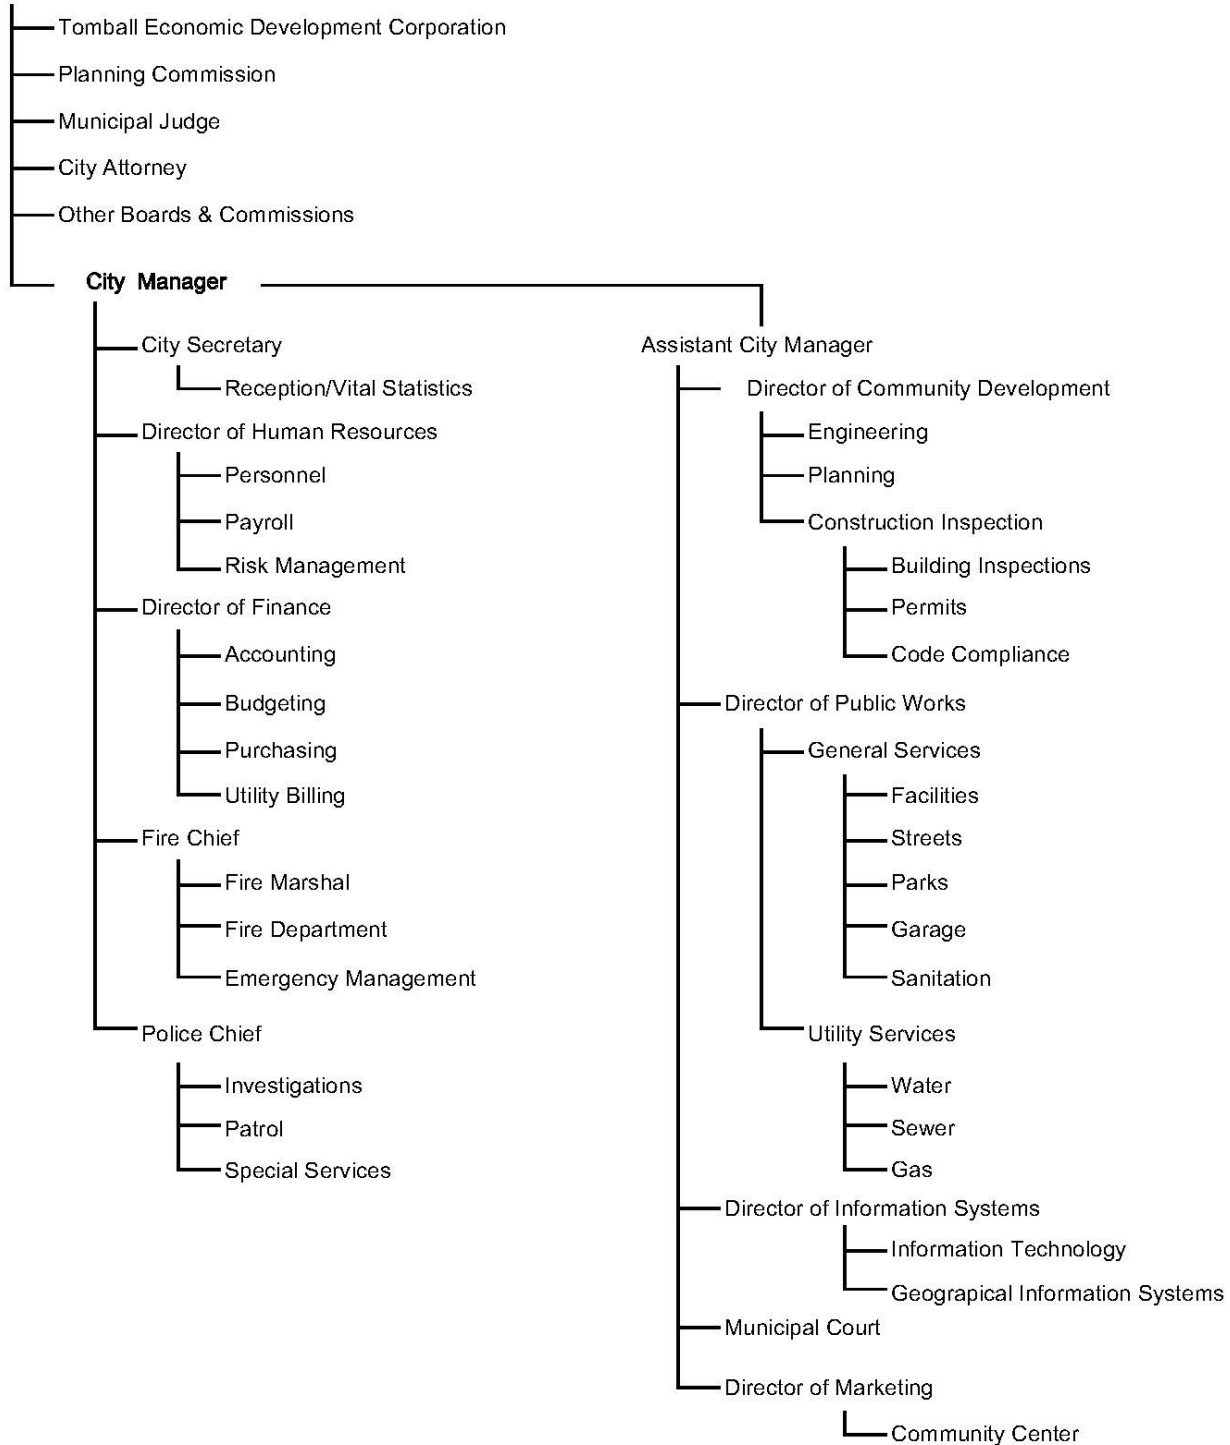 Tomball Economic Development Corporation
Planning Commission
Municipal Judge
City Attorney
Other Boards & Commissions
City Manager
City Secretary
Reception/Vital Statistics
Director of Human Resources
Personnel
Payroll
Risk Management
Director of Finance
Accounting
Budgeting
Purchasing
Utility Billing
Fire Chief
Fire Marshal
Fire Department
Emergency Management
Police Chief
Investigations
Patrol
Special Services
Assistant City Manager
Director of Community Development
Engineering
Planning
Construction Inspection
Building Inspections
Permits
Code Compliance
Director of Public Works
General Services
Facilities
Streets
Parks
Garage
Sanitation
Utility Services
Water
Sewer
Gas
Director of Information Systems
Information Technology
Geograpical Information Systems
Municipal Court
Director of Marketing
Community Center